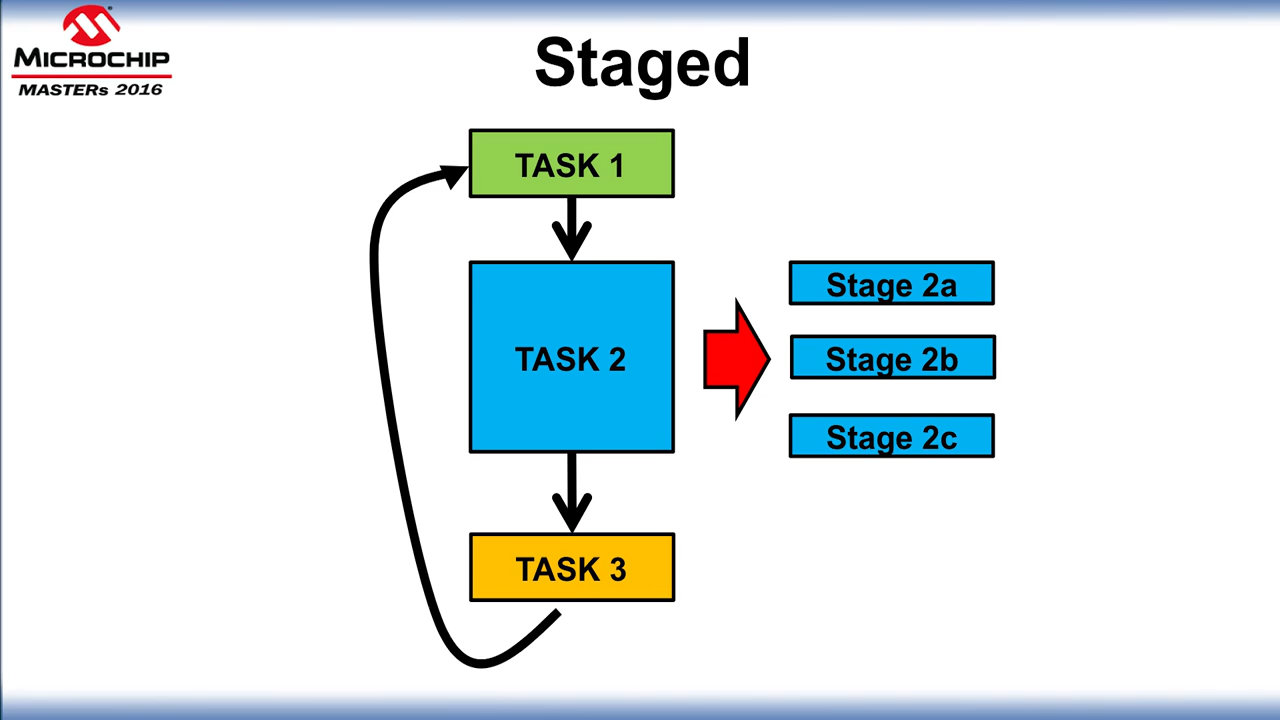 MICROCHIP
MASTERs 2016
Staged
TASK 1
TASK 2
Stage 2a
Stage 2b
Stage 2c
TASK 3